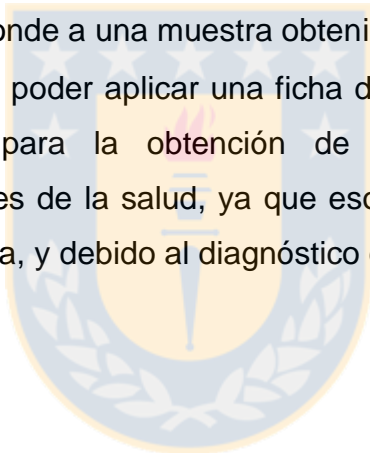 onde a una muestra obteni
poder aplicar una ficha d
para la obtención de
es de la salud, ya que es
a, y debido al diagnóstico